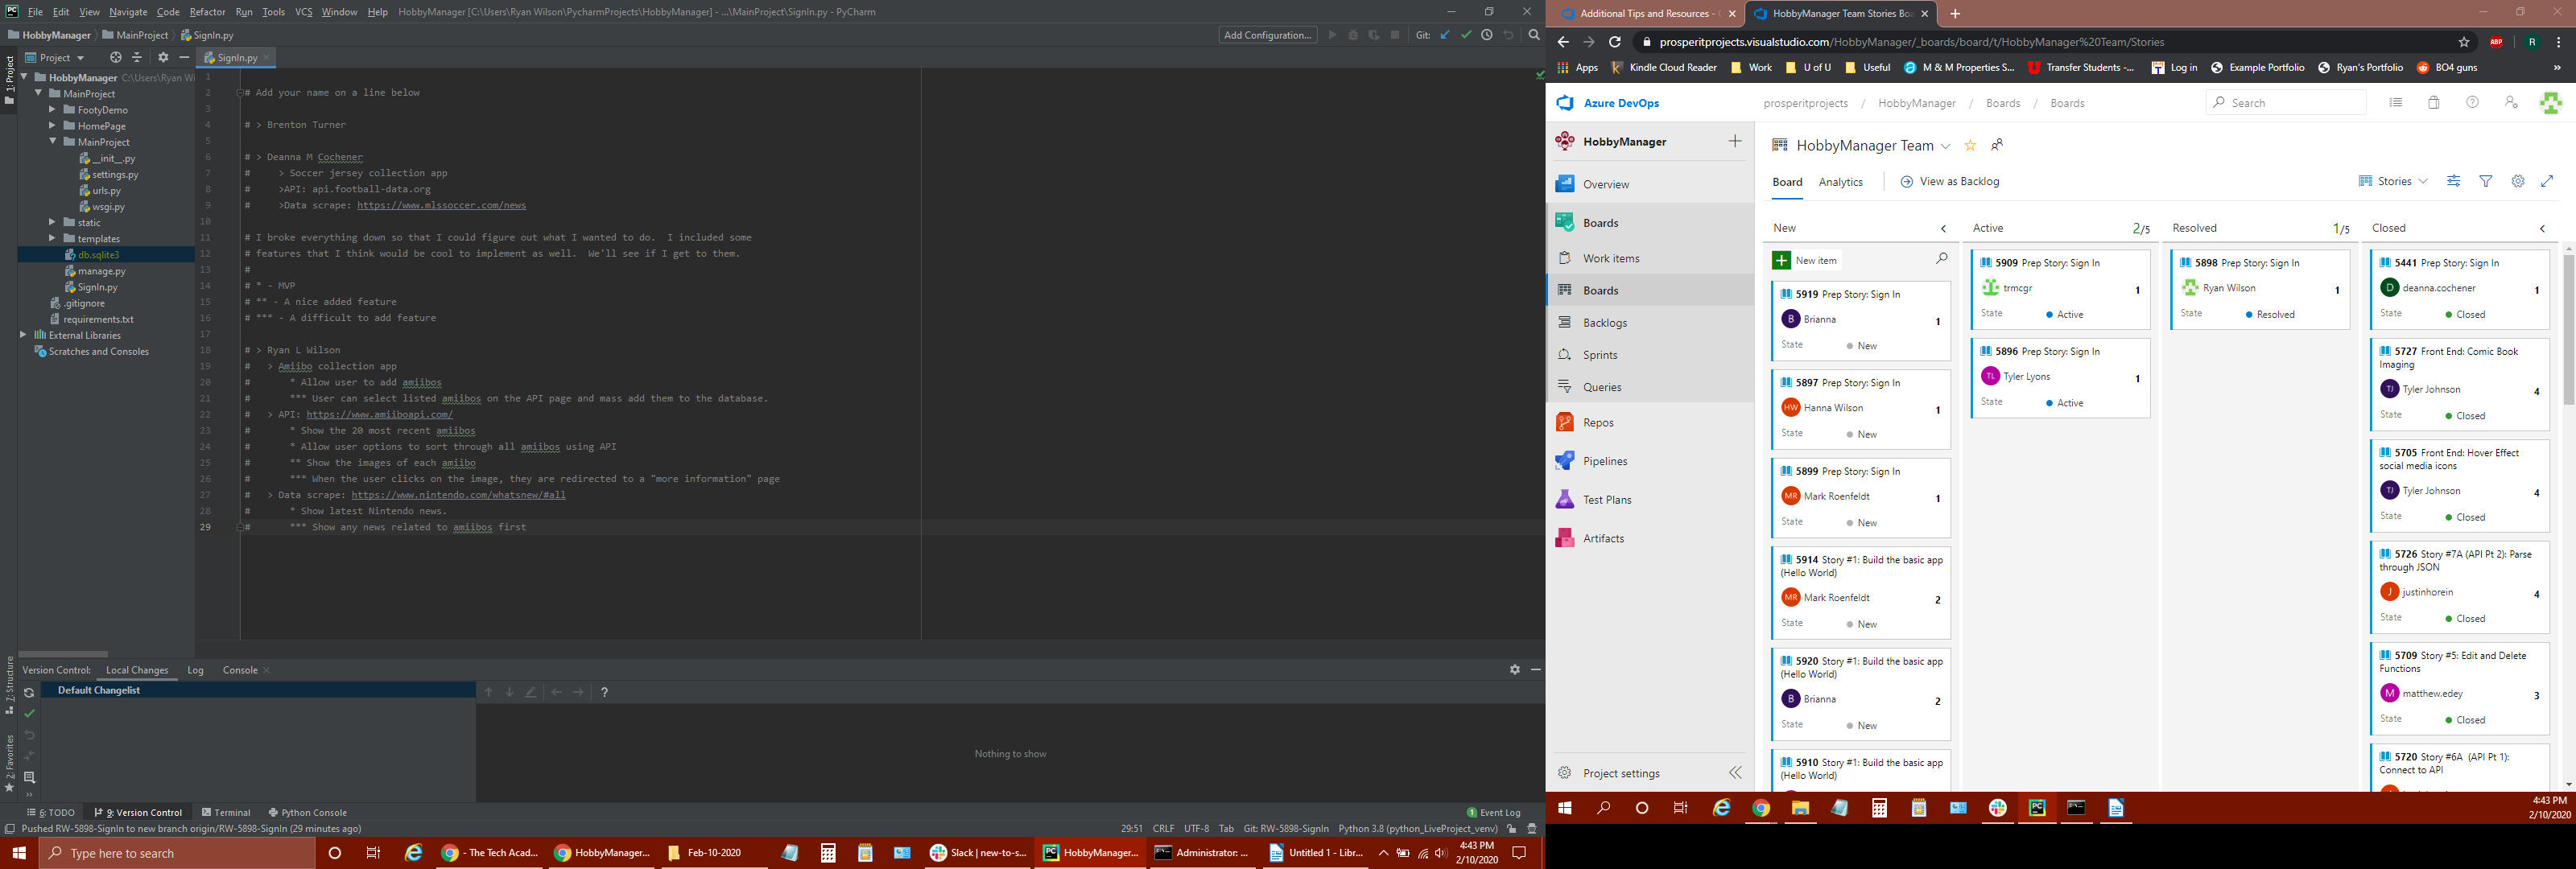 File Edit View Navigate Code Refactor Run Tools VCS Window Help HobbyManager [C:\Users\Ryan Wilson\PycharmProjects\HobbyManager] - ...\MainProject\SignIn.py - PyCharm
HobbyManager MainProject SignIn.py
Add Configuration... Git:
Project
SignIn.py
1: Project
HobbyManager C:\Users\Ryan Wi
MainProject
FootyDemo
HomePage
MainProject
__init__.py
settings.py
urls.py
wsgi.py
static
templates
db.sqlite3
manage.py
SignIn.py
.gitignore
requirements.txt
External Libraries
Scratches and Consoles
1
2 # Add your name on a line below
3
4 # > Brenton Turner
5
6 # > Deanna M Cochener
7 # > Soccer jersey collection app
8 # >API: api.football-data.org
9 # >Data scrape: https://www.mlssoccer.com/news
10
11 # I broke everything down so that I could figure out what I wanted to do. I included some
12 # features that I think would be cool to implement as well. We'll see if I get to them.
13 #
14 # * - MVP
15 # ** - A nice added feature
16 # *** - A difficult to add feature
17
18 # > Ryan L Wilson
19 # > Amiibo collection app
20 # * Allow user to add amiibos
21 # *** User can select listed amiibos on the API page and mass add them to the database.
22 # > API: https://www.amiiboapi.com/
23 # * Show the 20 most recent amiibos
24 # * Allow user options to sort through all amiibos using API
25 # ** Show the images of each amiibo
26 # *** When the user clicks on the image, they are redirected to a "more information" page
27 # > Data scrape: https://www.nintendo.com/whatsnew/#all
28 # * Show latest Nintendo news.
29 # *** Show any news related to amiibos first
Version Control: Local Changes Log Console
7: Structure
2: Favorites
Default Changelist
Nothing to show
6: TODO 9: Version Control Terminal Python Console
1 Event Log
Pushed RW-5898-SignIn to new branch origin/RW-5898-SignIn (29 minutes ago)
29:51 CRLF UTF-8 Tab Git: RW-5898-SignIn Python 3.8 (python_LiveProject_venv)
Type here to search
- The Tech Acad...
HobbyManager...
Feb-10-2020
Slack | new-to-s...
HobbyManager...
Administrator: ...
Untitled 1 - Libr...
4:43 PM
2/10/2020
Additional Tips and Resources -
HobbyManager Team Stories Boa
prosperitprojects.visualstudio.com/HobbyManager/_boards/board/t/HobbyManager%20Team/Stories
ABP
R
Apps Kindle Cloud Reader Work U of U Useful M & M Properties S... Transfer Students -... Log in Example Portfolio Ryan's Portfolio BO4 guns
Azure DevOps
prosperitprojects / HobbyManager / Boards / Boards
Search
HobbyManager
Overview
Boards
Work items
Boards
Backlogs
Sprints
Queries
Repos
Pipelines
Test Plans
Artifacts
Project settings
HobbyManager Team
Board Analytics View as Backlog
Stories
New
New item
5919 Prep Story: Sign In
B Brianna 1
State New
5897 Prep Story: Sign In
HW Hanna Wilson 1
State New
5899 Prep Story: Sign In
MR Mark Roenfeldt 1
State New
5914 Story #1: Build the basic app
(Hello World)
MR Mark Roenfeldt 2
State New
5920 Story #1: Build the basic app
(Hello World)
B Brianna 2
State New
5910 Story #1: Build the basic app
(Hello World)
Active 2/5
5909 Prep Story: Sign In
trmcgr 1
State Active
5896 Prep Story: Sign In
TL Tyler Lyons 1
State Active
Resolved 1/5
5898 Prep Story: Sign In
Ryan Wilson 1
State Resolved
Closed
5441 Prep Story: Sign In
D deanna.cochener 1
State Closed
5727 Front End: Comic Book
Imaging
TJ Tyler Johnson 4
State Closed
5705 Front End: Hover Effect
social media icons
TJ Tyler Johnson 4
State Closed
5726 Story #7A (API Pt 2): Parse
through JSON
J justinhorein 4
State Closed
5709 Story #5: Edit and Delete
Functions
M matthew.edey 3
State Closed
5720 Story #6A (API Pt 1):
Connect to API
4:43 PM
2/10/2020